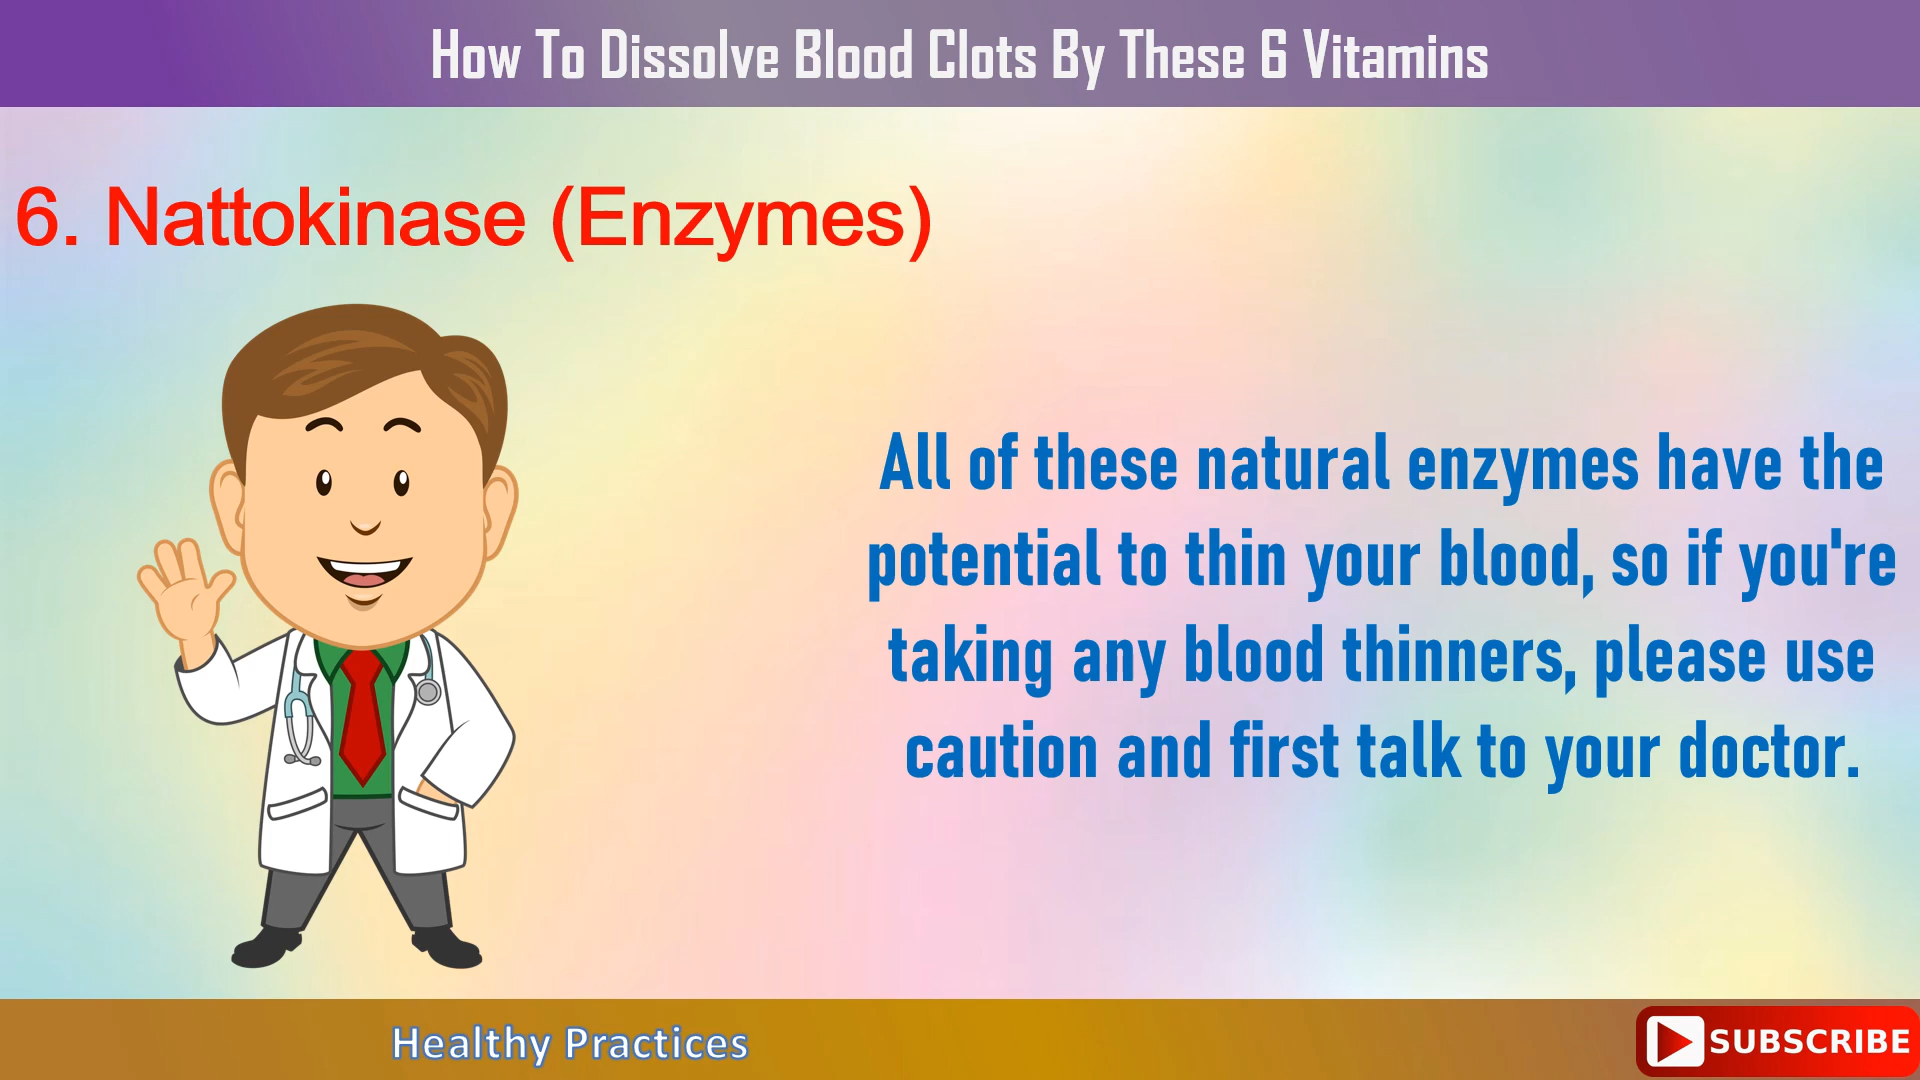 How To Dissolve Blood Clots By These 6 Vitamins
6. Nattokinase (Enzymes)
All of these natural enzymes have the
potential to thin your blood, so if you're
taking any blood thinners, please use
caution and first talk to your doctor.
Healthy Practices
SUBSCRIBE